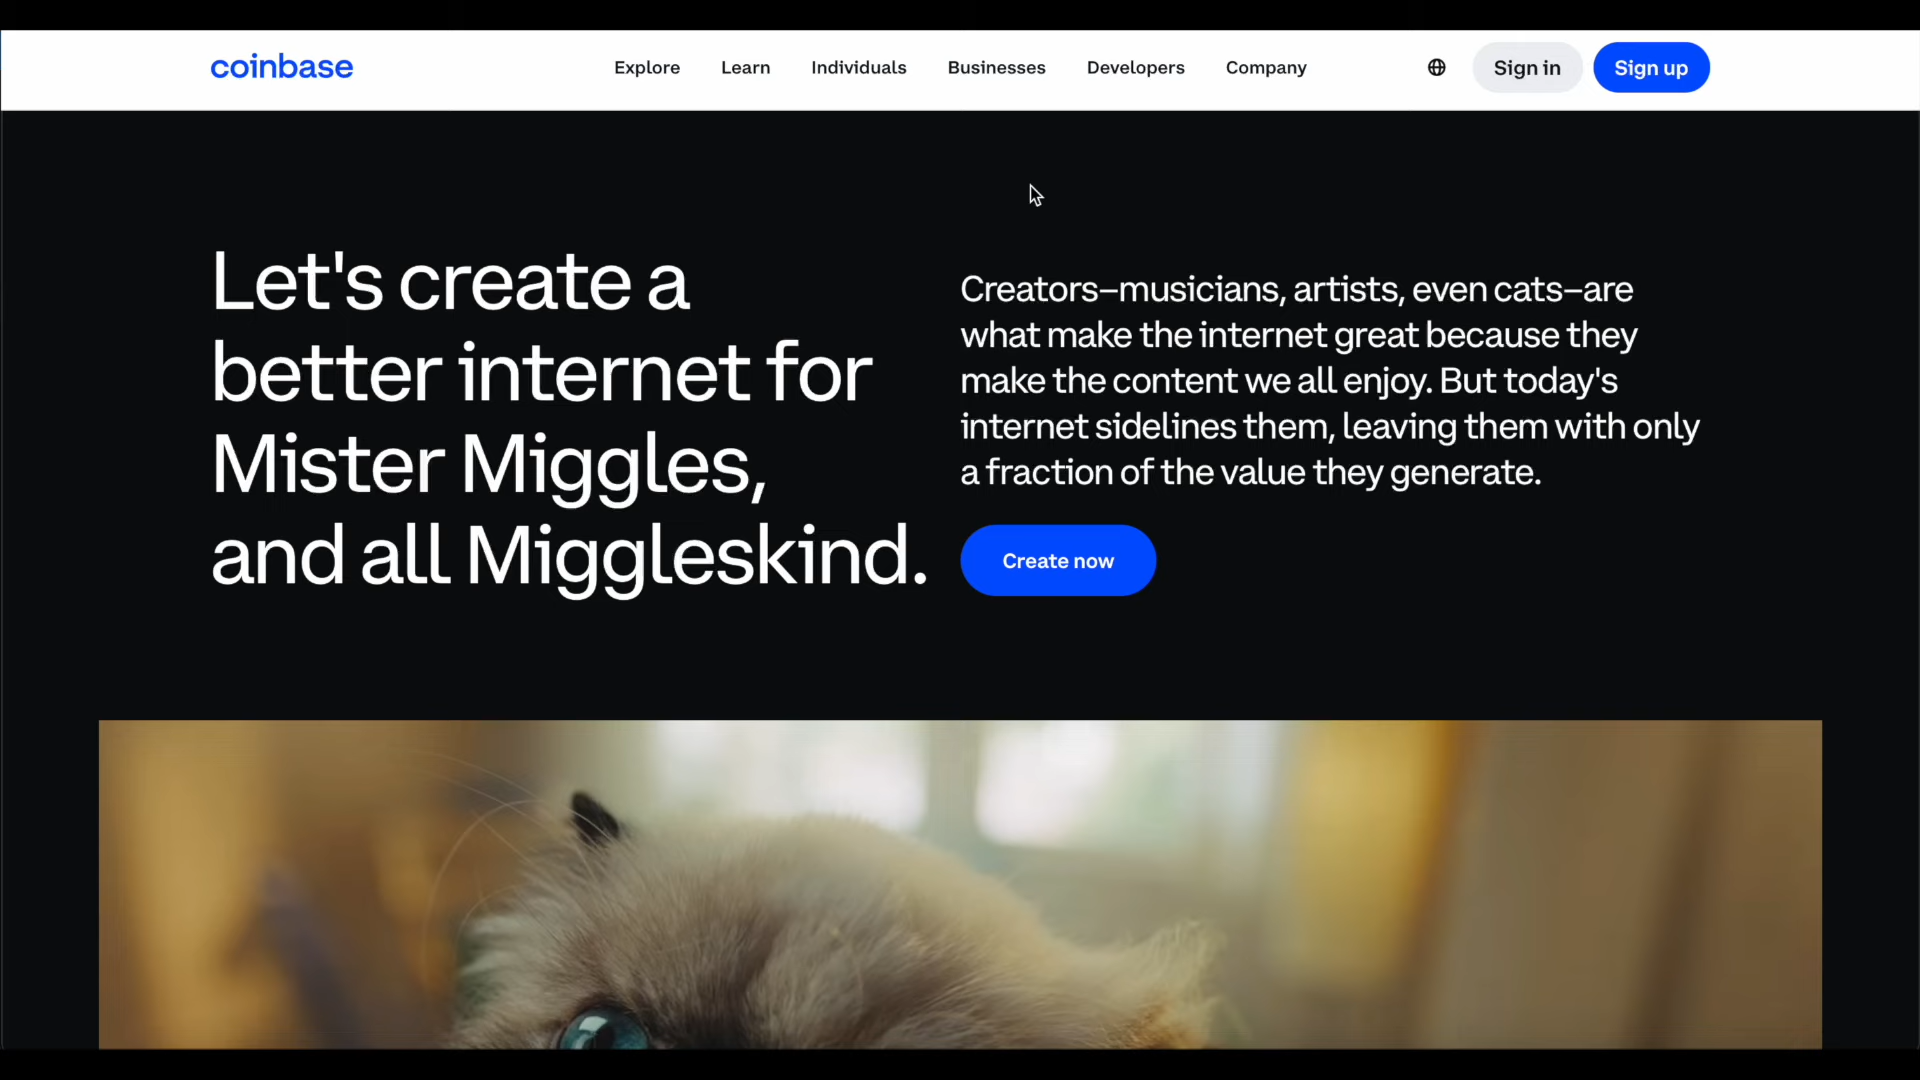 coinbase
Explore
Learn
Individuals
Businesses
Developers
Company
Sign in
Sign up
Let's create a
better internet for
Mister Miggles,
and all Miggleskind.
Creators–musicians, artists, even cats–are
what make the internet great because they
make the content we all enjoy. But today's
internet sidelines them, leaving them with only
a fraction of the value they generate.
Create now